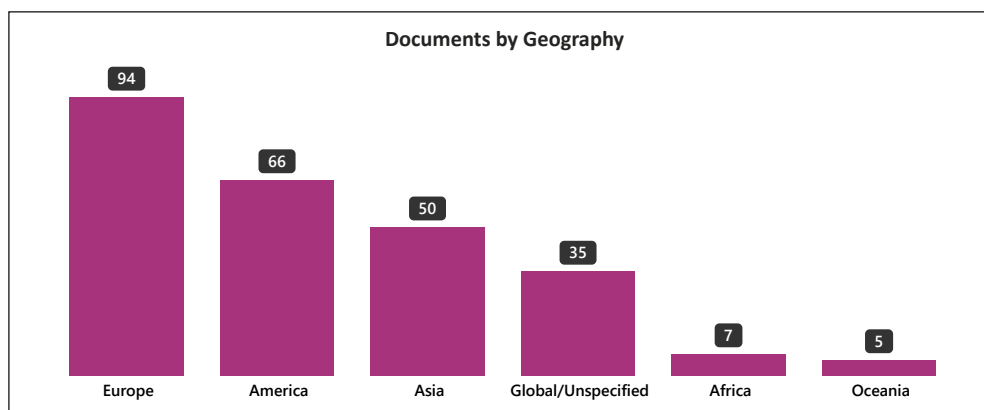 Documents by Geography
94
66
50
35
7
5
Europe
America
Asia
Global/Unspecified
Africa
Oceania